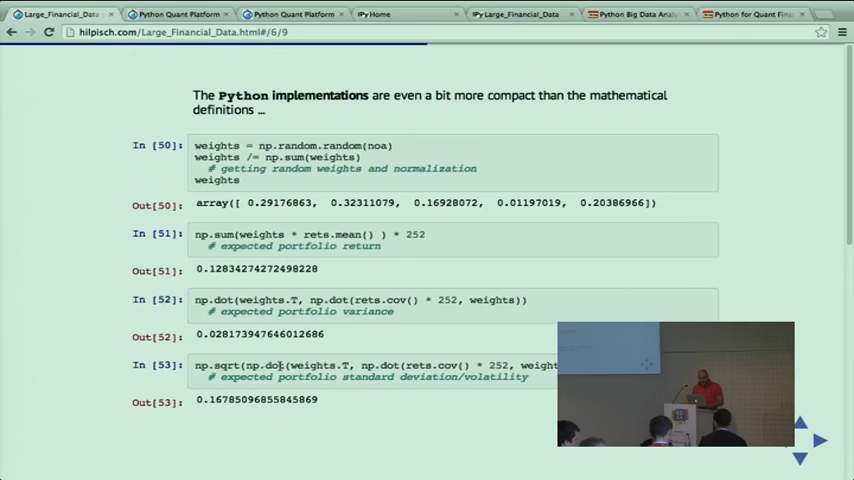 Large_Financial_Data
Python Quant Platform
Python Quant Platform
IPy Home
IPy Large_Financial_Data
Python Big Data Analy
Python for Quant Fina
hilpisch.com/Large_Financial_Data.html#/6/9
The Python implementations are even a bit more compact than the mathematical
definitions ...
In [50]: weights = np.random.random(noa)
weights /= np.sum(weights)
# getting random weights and normalization
weights
Out[50]: array([ 0.29176863, 0.32311079, 0.16928072, 0.01197019, 0.20386966])
In [51]: np.sum(weights * rets.mean() ) * 252
# expected portfolio return
Out[51]: 0.12834274272498228
In [52]: np.dot(weights.T, np.dot(rets.cov() * 252, weights))
# expected portfolio variance
Out[52]: 0.028173947646012686
In [53]: np.sqrt(np.dot(weights.T, np.dot(rets.cov() * 252, weight
# expected portfolio standard deviation/volatility
Out[53]: 0.16785096855845869